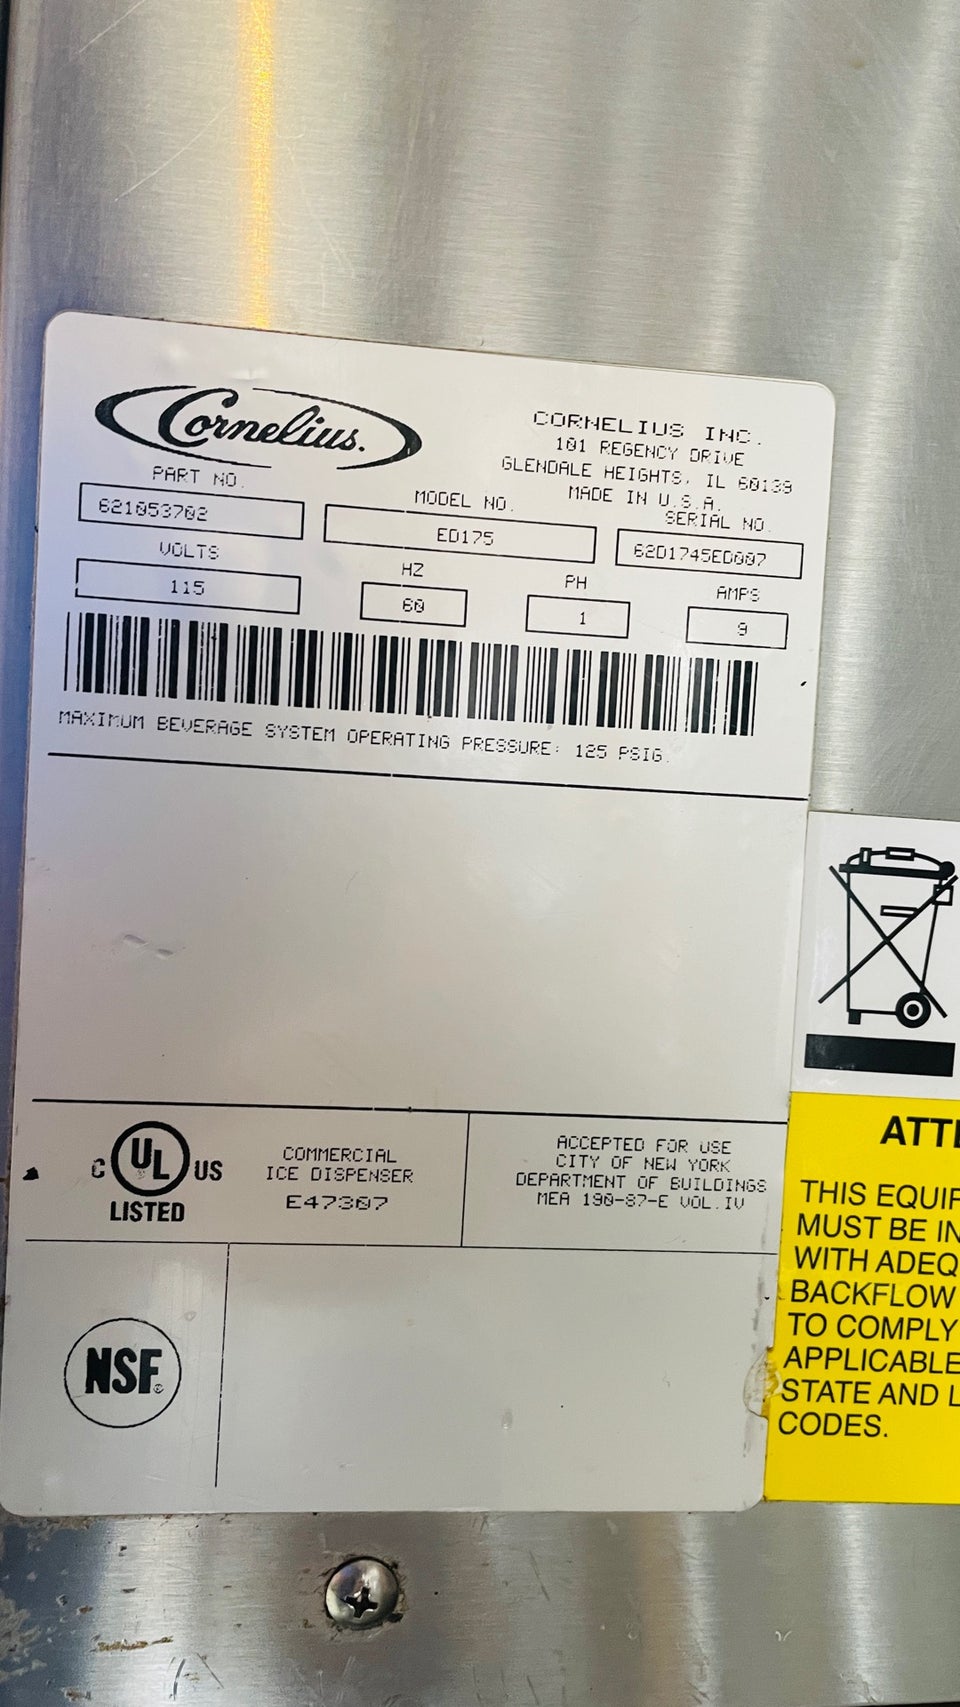 Cornelius.
CORNELIUS INC.
101 REGENCY DRIVE
GLENDALE HEIGHTS, IL 60139
MADE IN U.S.A.
PART NO.
621053702
MODEL NO.
ED175
SERIAL NO.
62D1745ED007
VOLTS
115
HZ
60
PH
1
AMPS
9
MAXIMUM BEVERAGE SYSTEM OPERATING PRESSURE: 125 PSIG.
C UL US
LISTED
COMMERCIAL
ICE DISPENSER
E47307
ACCEPTED FOR USE
CITY OF NEW YORK
DEPARTMENT OF BUILDINGS
MEA 190-87-E VOL.IV
NSF
ATTE
THIS EQUIP
MUST BE IN
WITH ADEQ
BACKFLOW
TO COMPLY
APPLICABLE
STATE AND L
CODES.